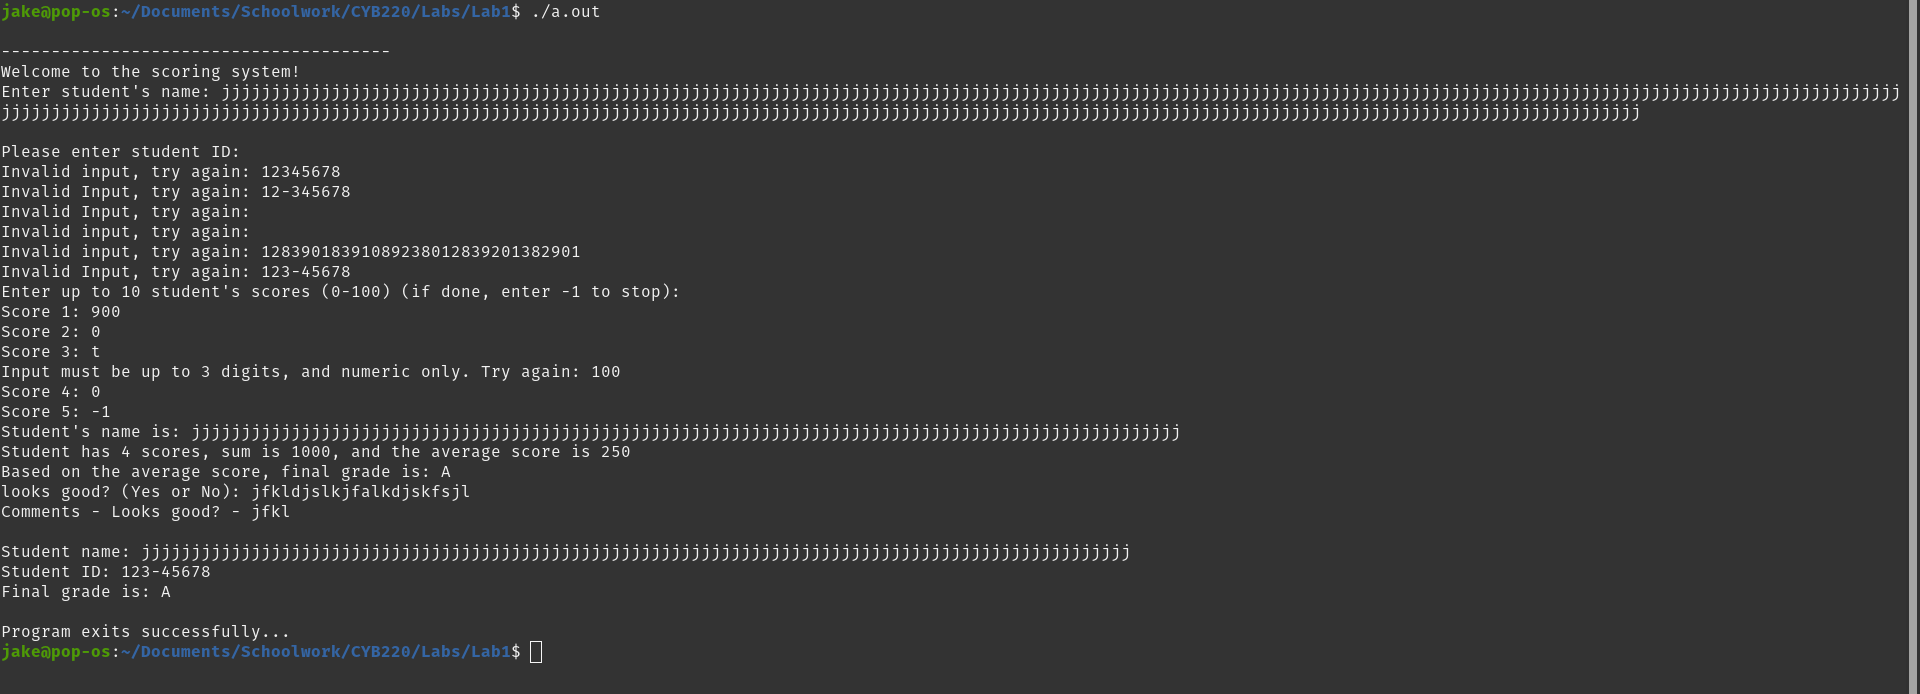 jake@pop-os:~/Documents/Schoolwork/CYB220/Labs/Lab1$ ./a.out
---------------------------------------
Welcome to the scoring system!
Enter student's name: jjjjjjjjjjjjjjjjjjjjjjjjjjjjjjjjjjjjjjjjjjjjjjjjjjjjjjjjjjjjjjjjjjjjjjjjjjjjjjjjjjjjjjjjjjjjjjjjjjjjjjjjjjjjjjjjjjjjjjjjjjjjjjjjjjjjjjjjjjjjjjjjjjjjjjjjjjjjjjjjjjjjjjjj
jjjjjjjjjjjjjjjjjjjjjjjjjjjjjjjjjjjjjjjjjjjjjjjjjjjjjjjjjjjjjjjjjjjjjjjjjjjjjjjjjjjjjjjjjjjjjjjjjjjjjjjjjjjjjjjjjjjjjjjjjjjjjjjjjjjjjjjjjjjjjjjjjjjjjjjjjjjjjjjjjjjj
Please enter student ID:
Invalid input, try again: 12345678
Invalid Input, try again: 12-345678
Invalid Input, try again:
Invalid input, try again:
Invalid input, try again: 12839018391089238012839201382901
Invalid Input, try again: 123-45678
Enter up to 10 student's scores (0-100) (if done, enter -1 to stop):
Score 1: 900
Score 2: 0
Score 3: t
Input must be up to 3 digits, and numeric only. Try again: 100
Score 4: 0
Score 5: -1
Student's name is: jjjjjjjjjjjjjjjjjjjjjjjjjjjjjjjjjjjjjjjjjjjjjjjjjjjjjjjjjjjjjjjjjjjjjjjjjjjjjjjjjjjjjjjjjjjjjjjjjjj
Student has 4 scores, sum is 1000, and the average score is 250
Based on the average score, final grade is: A
looks good? (Yes or No): jfkldjslkjfalkdjskfsjl
Comments - Looks good? - jfkl
Student name: jjjjjjjjjjjjjjjjjjjjjjjjjjjjjjjjjjjjjjjjjjjjjjjjjjjjjjjjjjjjjjjjjjjjjjjjjjjjjjjjjjjjjjjjjjjjjjjjjjj
Student ID: 123-45678
Final grade is: A
Program exits successfully...
jake@pop-os:~/Documents/Schoolwork/CYB220/Labs/Lab1$